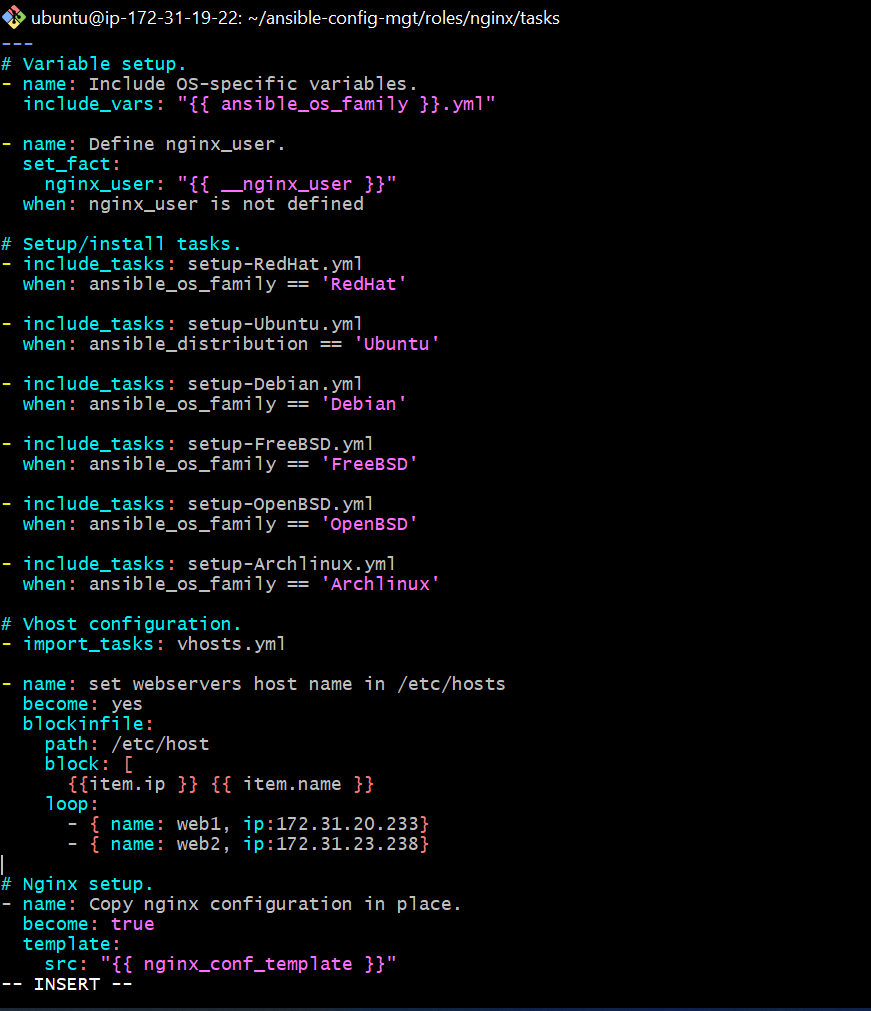 ubuntu@ip-172-31-19-22: ~/ansible-config-mgt/roles/nginx/tasks
---
# Variable setup.
- name: Include OS-specific variables.
  include_vars: "{{ ansible_os_family }}.yml"

- name: Define nginx_user.
  set_fact:
    nginx_user: "{{ __nginx_user }}"
  when: nginx_user is not defined

# Setup/install tasks.
- include_tasks: setup-RedHat.yml
  when: ansible_os_family == 'RedHat'

- include_tasks: setup-Ubuntu.yml
  when: ansible_distribution == 'Ubuntu'

- include_tasks: setup-Debian.yml
  when: ansible_os_family == 'Debian'

- include_tasks: setup-FreeBSD.yml
  when: ansible_os_family == 'FreeBSD'

- include_tasks: setup-OpenBSD.yml
  when: ansible_os_family == 'OpenBSD'

- include_tasks: setup-Archlinux.yml
  when: ansible_os_family == 'Archlinux'

# Vhost configuration.
- import_tasks: vhosts.yml

- name: set webservers host name in /etc/hosts
  become: yes
  blockinfile:
    path: /etc/host
    block: [
      {{item.ip }} {{ item.name }}
    loop:
      - { name: web1, ip:172.31.20.233}
      - { name: web2, ip:172.31.23.238}

# Nginx setup.
- name: Copy nginx configuration in place.
  become: true
  template:
    src: "{{ nginx_conf_template }}"
-- INSERT --